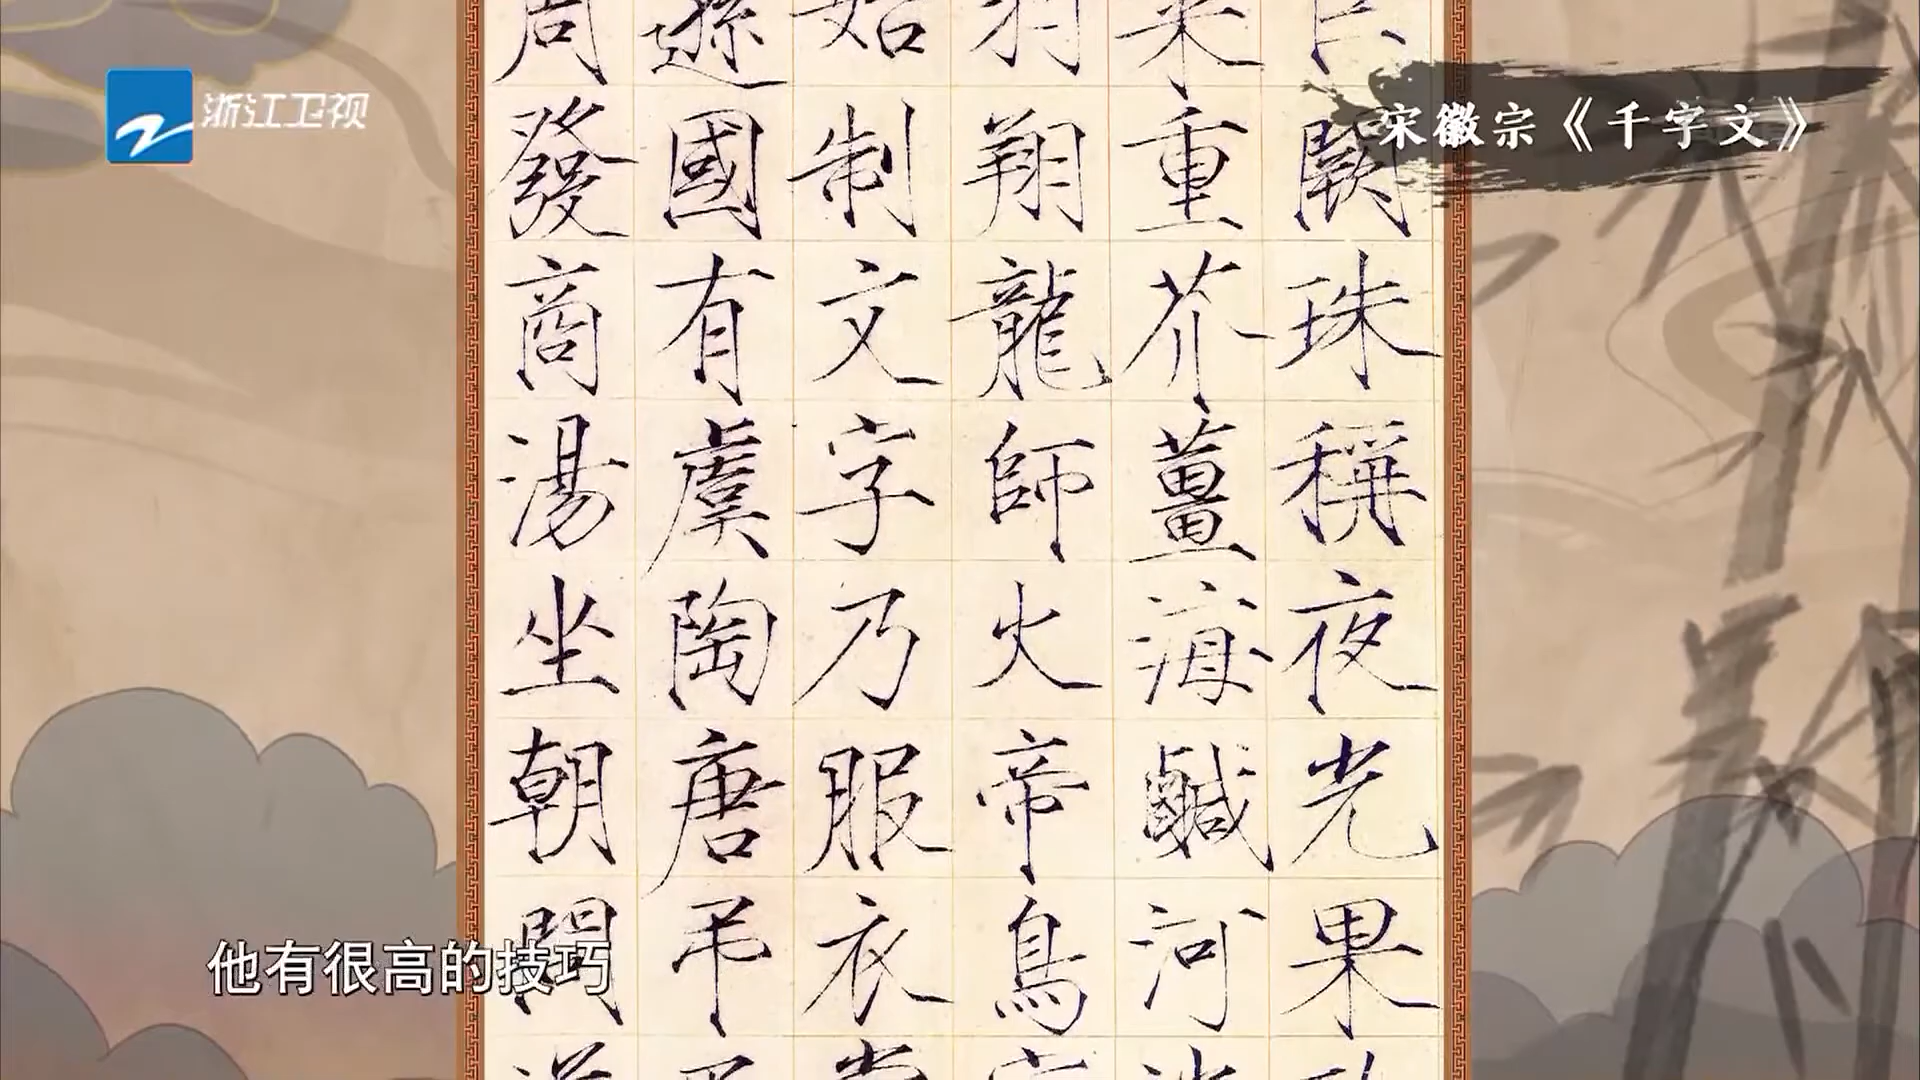 浙江卫视
宋徽宗《千字文》
闕珠稱夜光果
菜重芥薑海鹹河
羽翔龍師火帝鳥
始制文字乃服衣
遜國有虞陶唐弔
周發商湯坐朝問
他有很高的技巧